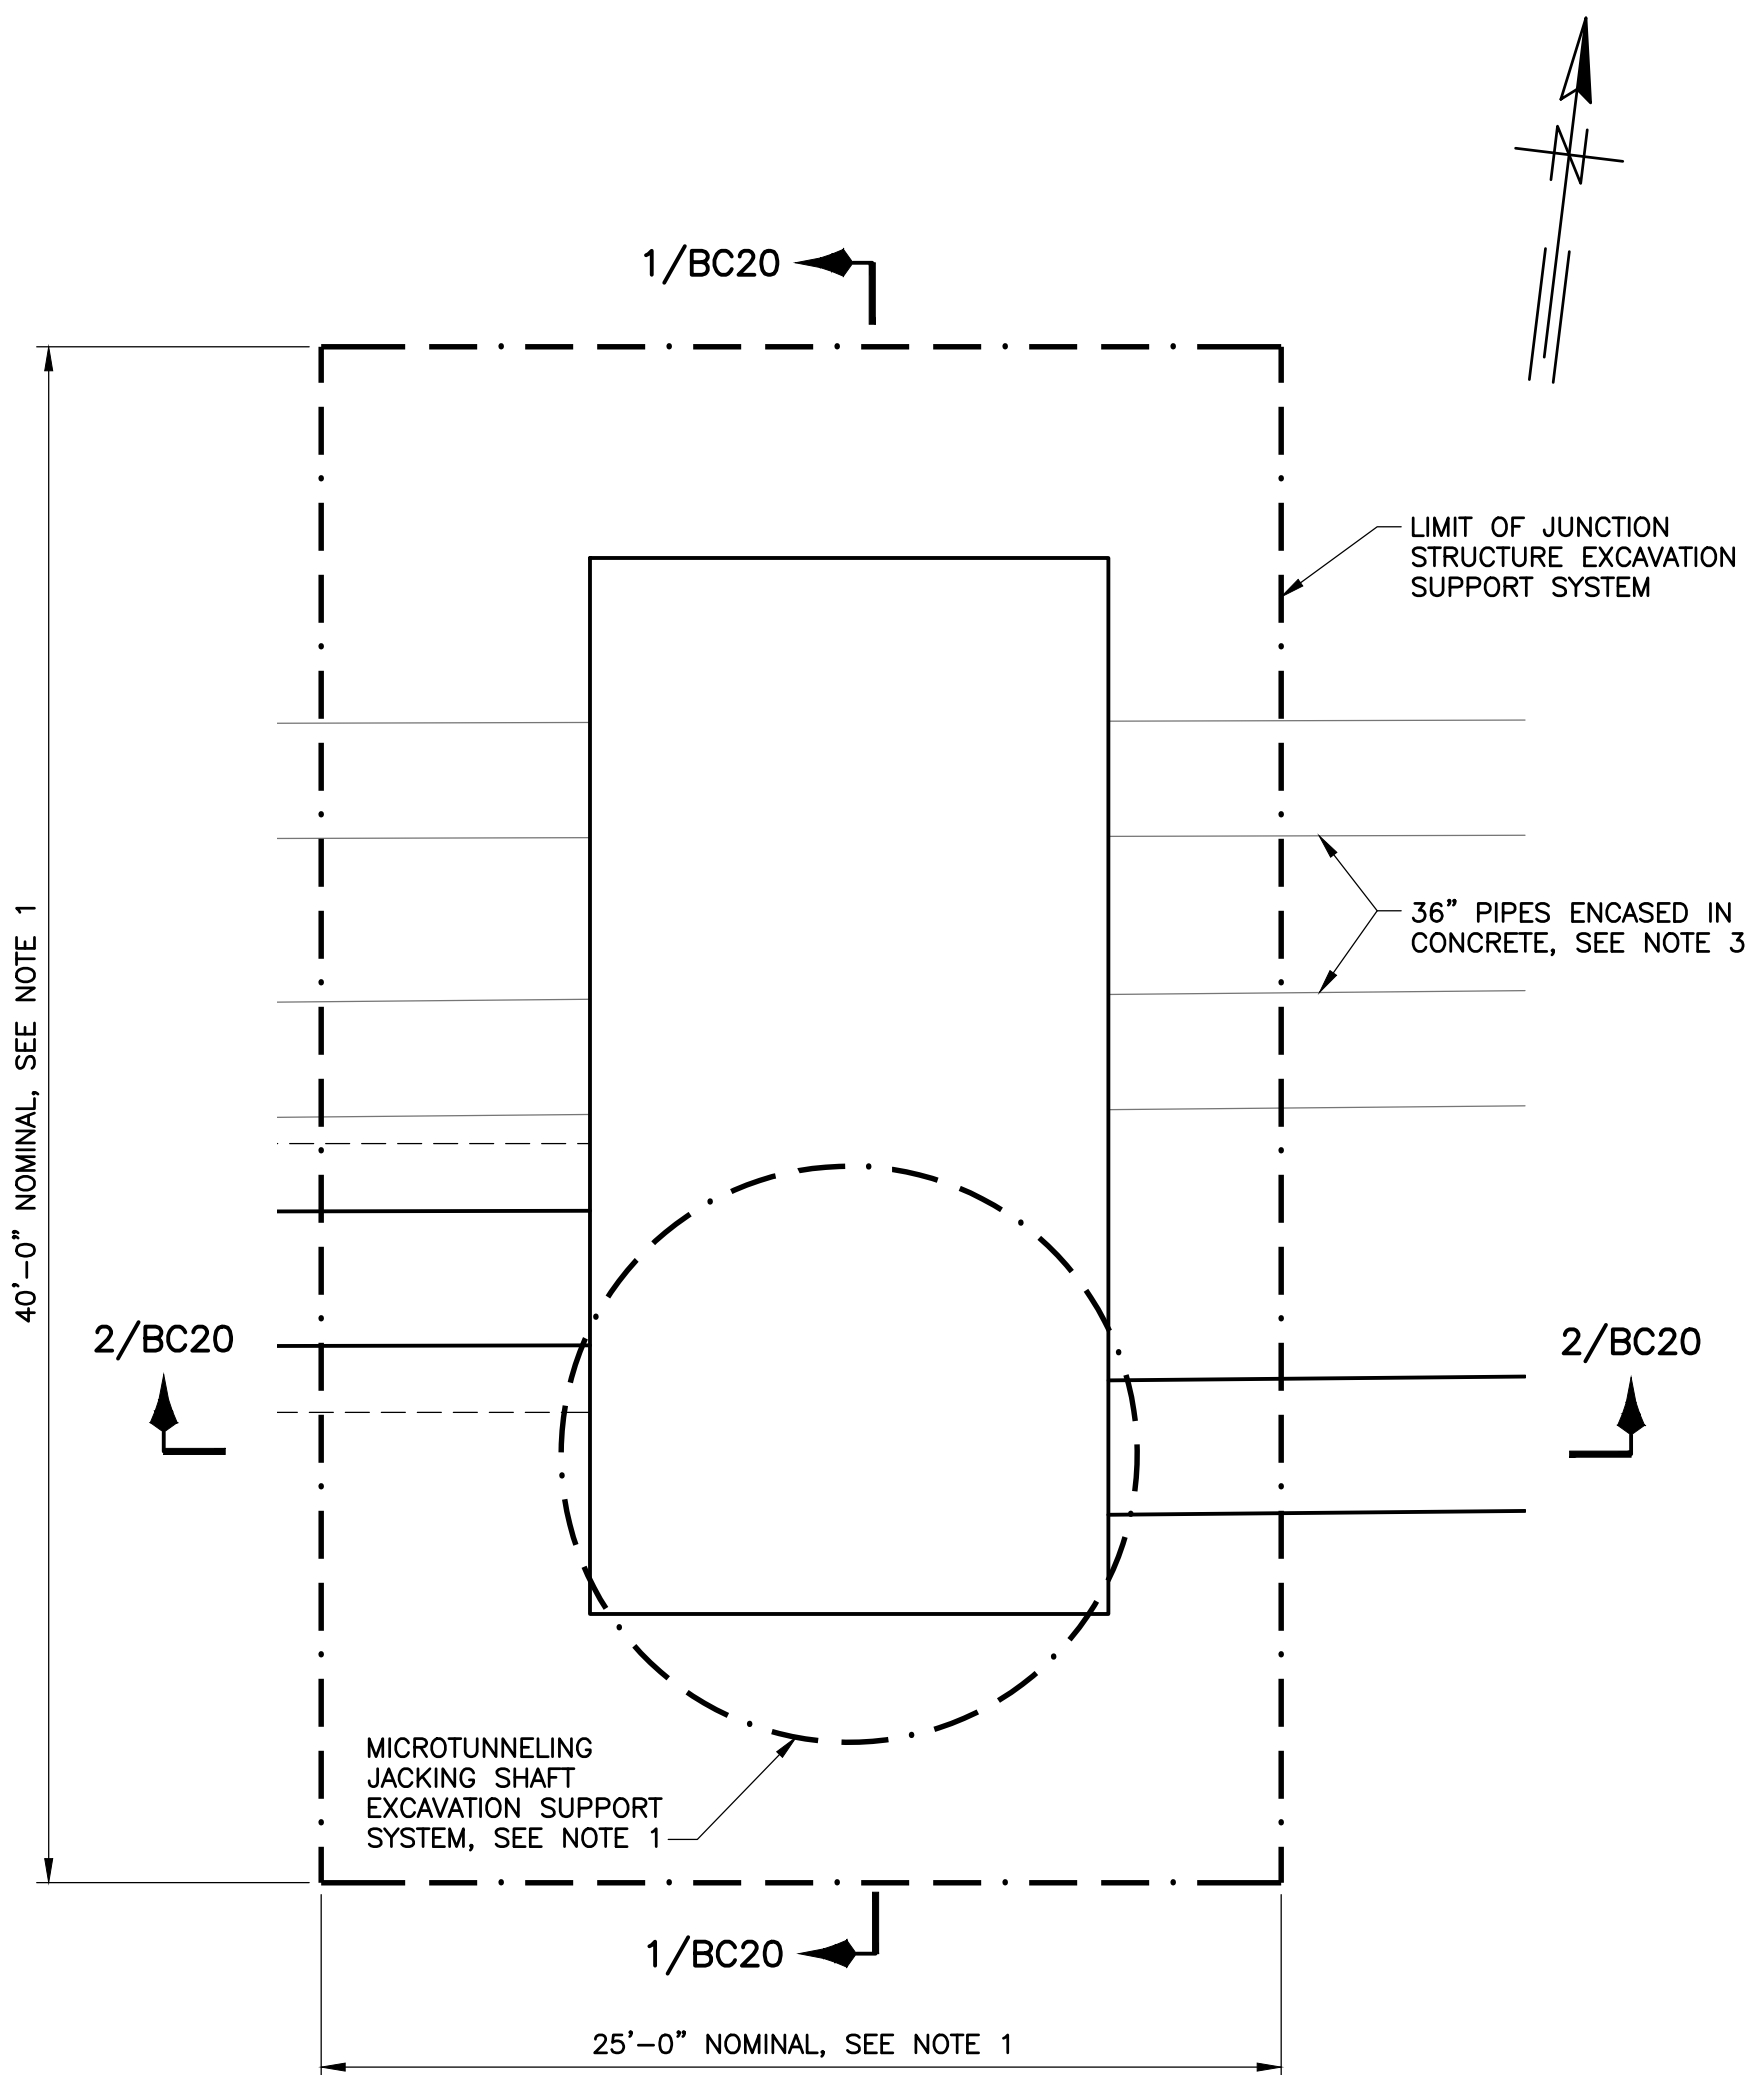 N
1/BC20
LIMIT OF JUNCTION
STRUCTURE EXCAVATION
SUPPORT SYSTEM
36” PIPES ENCASED IN
CONCRETE, SEE NOTE 3
40’–0” NOMINAL, SEE NOTE 1
2/BC20
2/BC20
MICROTUNNELING
JACKING SHAFT
EXCAVATION SUPPORT
SYSTEM, SEE NOTE 1
1/BC20
25’–0” NOMINAL, SEE NOTE 1